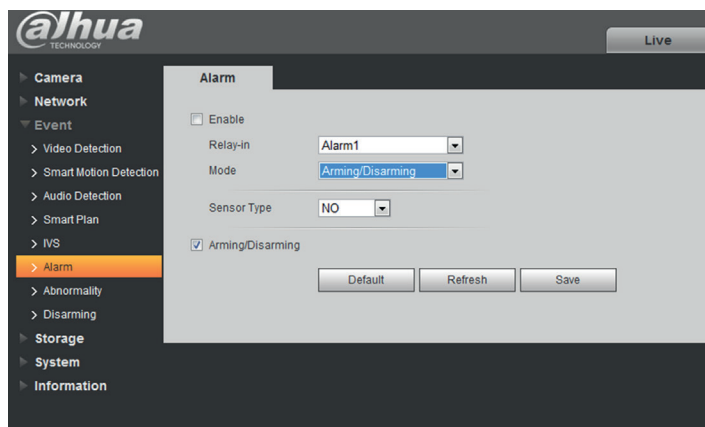 alhua
TECHNOLOGY
Live
Camera
Network
Event
Video Detection
Smart Motion Detection
Audio Detection
Smart Plan
IVS
Alarm
Abnormality
Disarming
Storage
System
Information
Alarm
Enable
Relay-in Alarm1
Mode Arming/Disarming
Sensor Type NO
Arming/Disarming
Default Refresh Save